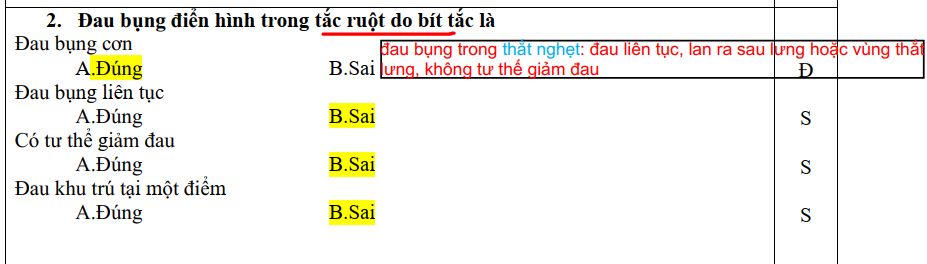 2. Đau bụng điển hình trong tắc ruột do bít tắc là
Đau bụng cơn
đau bụng trong thắt nghẹt: đau liên tục, lan ra sau lưng hoặc vùng thắt
A.Đúng B.Sai lưng, không tư thế giảm đau Đ
Đau bụng liên tục
A.Đúng B.Sai S
Có tư thế giảm đau
A.Đúng B.Sai S
Đau khu trú tại một điểm
A.Đúng B.Sai S